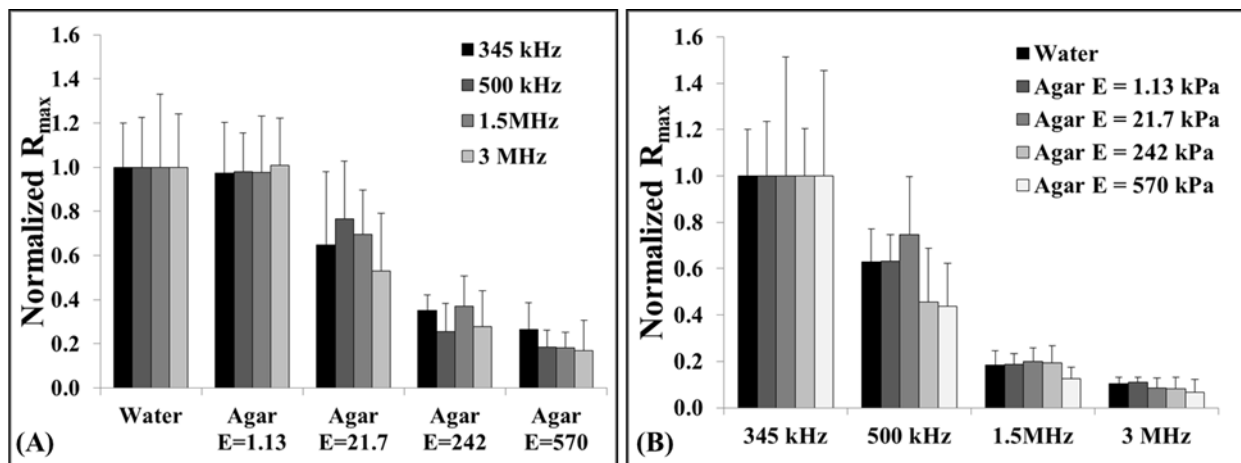 1.6
1.4
1.2
1.0
0.8
0.6
0.4
0.2
0.0
Normalized Rmax
345 kHz
500 kHz
1.5MHz
3 MHz
Water
Agar E=1.13
Agar E=21.7
Agar E=242
Agar E=570
(A)
1.6
1.4
1.2
1.0
0.8
0.6
0.4
0.2
0.0
Normalized Rmax
Water
Agar E = 1.13 kPa
Agar E = 21.7 kPa
Agar E = 242 kPa
Agar E = 570 kPa
345 kHz 500 kHz 1.5MHz 3 MHz
(B)